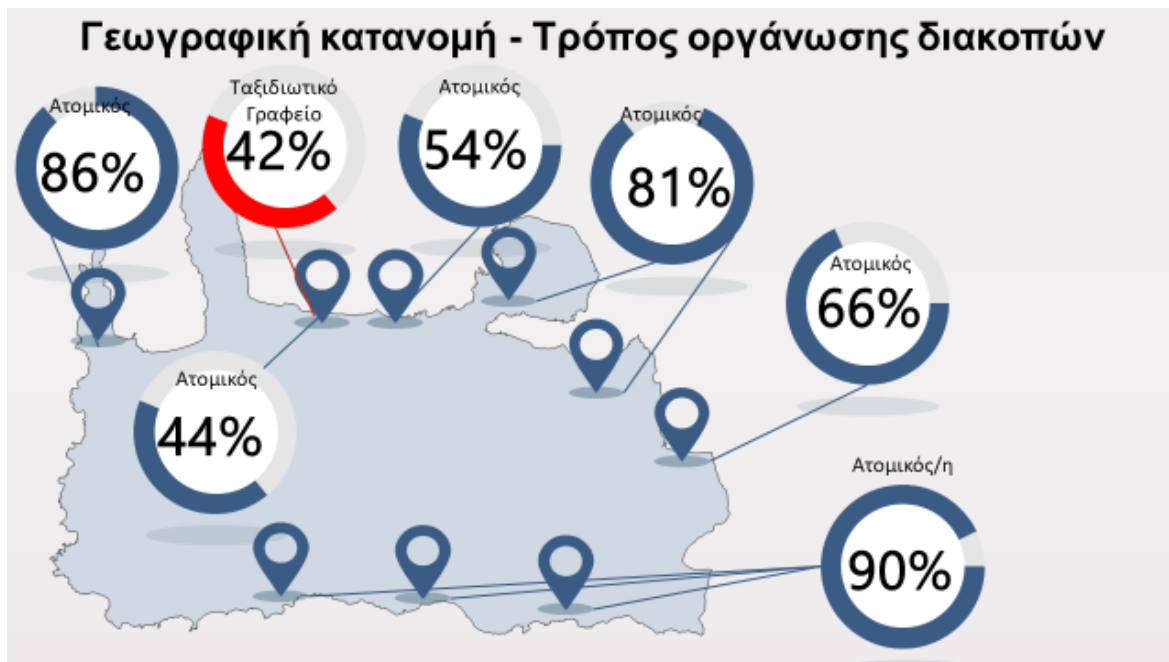 Γεωγραφική κατανομή - Τρόπος οργάνωσης διακοπών
Ατομικός
86%
Ταξιδιωτικό
Γραφείο
42%
Ατομικός
54%
Ατομικός
81%
Ατομικός
66%
Ατομικός
44%
Ατομικός/η
90%